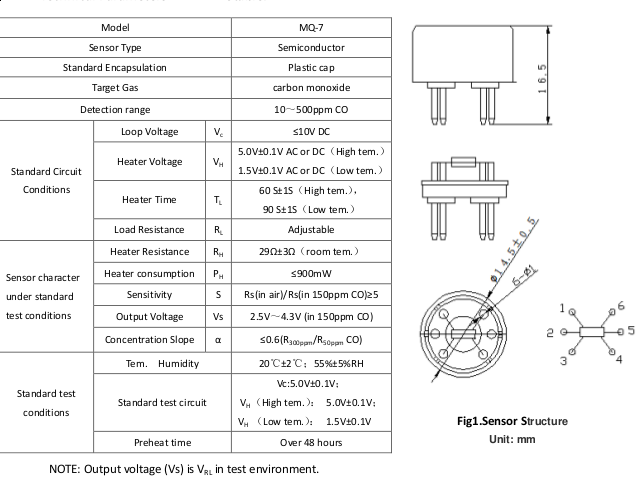 Model MQ-7
Sensor Type Semiconductor
Standard Encapsulation Plastic cap
Target Gas carbon monoxide
Detection range 10～500ppm CO
Standard Circuit Conditions
Loop Voltage Vc ≤10V DC
Heater Voltage VH 5.0V±0.1V AC or DC（High tem.）
1.5V±0.1V AC or DC（Low tem.）
Heater Time TL 60 S±1S（High tem.），
90 S±1S（Low tem.）
Load Resistance RL Adjustable
Sensor character under standard test conditions
Heater Resistance RH 29Ω±3Ω（room tem.）
Heater consumption PH ≤900mW
Sensitivity S Rs(in air)/Rs(in 150ppm CO)≥5
Output Voltage Vs 2.5V～4.3V (in 150ppm CO)
Concentration Slope α ≤0.6(R300ppm/R50ppm CO)
Standard test conditions
Tem. Humidity 20℃±2℃；55%±5%RH
Standard test circuit Vc:5.0V±0.1V；
VH（High tem.）： 5.0V±0.1V；
VH （Low tem.）： 1.5V±0.1V
Preheat time Over 48 hours
NOTE: Output voltage (Vs) is VRL in test environment.
16.5
ϕ14.5±0.5
6-ϕ1
1
6
2
5
3
4
Fig1.Sensor Structure
Unit: mm